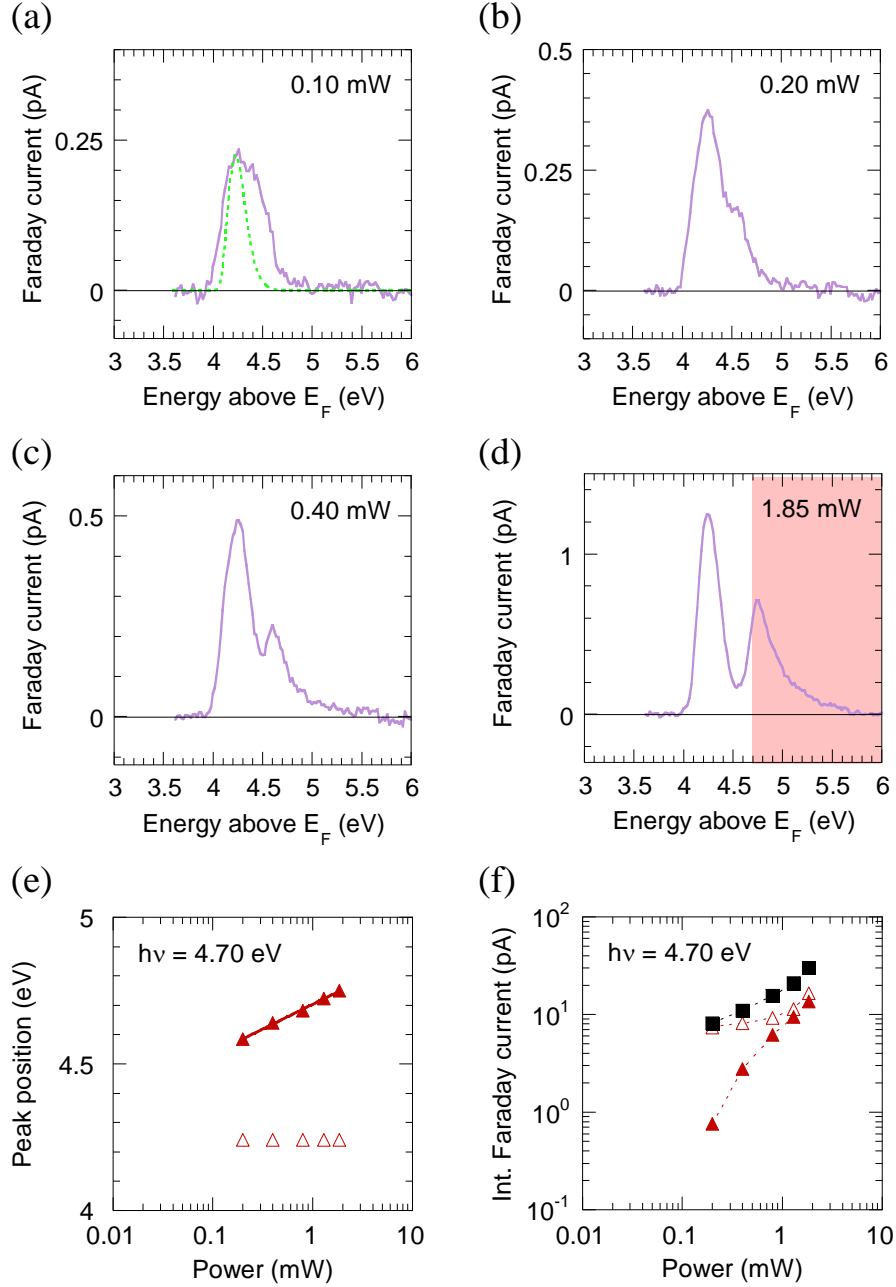 (a)
0.10 mW
Faraday current (pA)
0.25
0
3 3.5 4 4.5 5 5.5 6
Energy above E_F (eV)
(b)
0.20 mW
Faraday current (pA)
0.5
0.25
0
3 3.5 4 4.5 5 5.5 6
Energy above E_F (eV)
(c)
0.40 mW
Faraday current (pA)
0.5
0
3 3.5 4 4.5 5 5.5 6
Energy above E_F (eV)
(d)
1.85 mW
Faraday current (pA)
1
0
3 3.5 4 4.5 5 5.5 6
Energy above E_F (eV)
(e)
hν = 4.70 eV
Peak position (eV)
5
4.5
4
0.01 0.1 1 10
Power (mW)
(f)
hν = 4.70 eV
Int. Faraday current (pA)
10^2
10^1
10^0
10^-1
0.01 0.1 1 10
Power (mW)